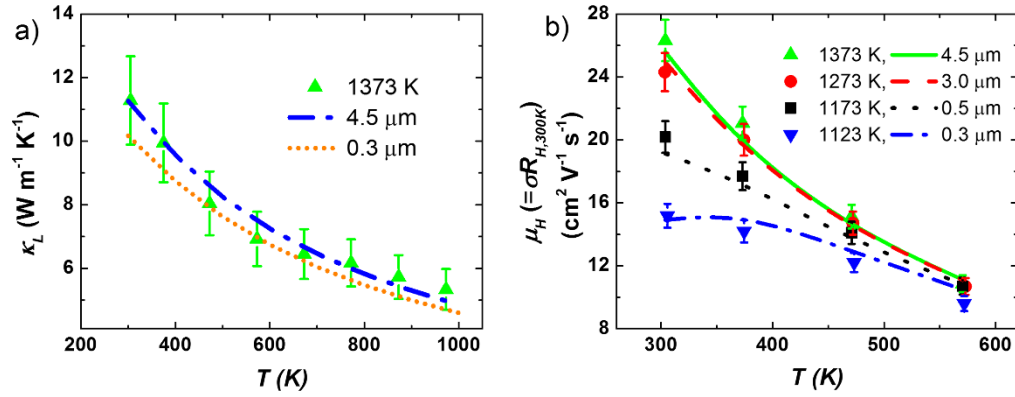 a)
14
12
10
8
6
κL (W m-1 K-1)
200 400 600 800 1000
T (K)
1373 K
4.5 μm
0.3 μm
b)
28
24
20
16
12
8
μH (=σRH,300K)
(cm2 V-1 s-1)
300 400 500 600
T (K)
1373 K, 4.5 μm
1273 K, 3.0 μm
1173 K, 0.5 μm
1123 K, 0.3 μm